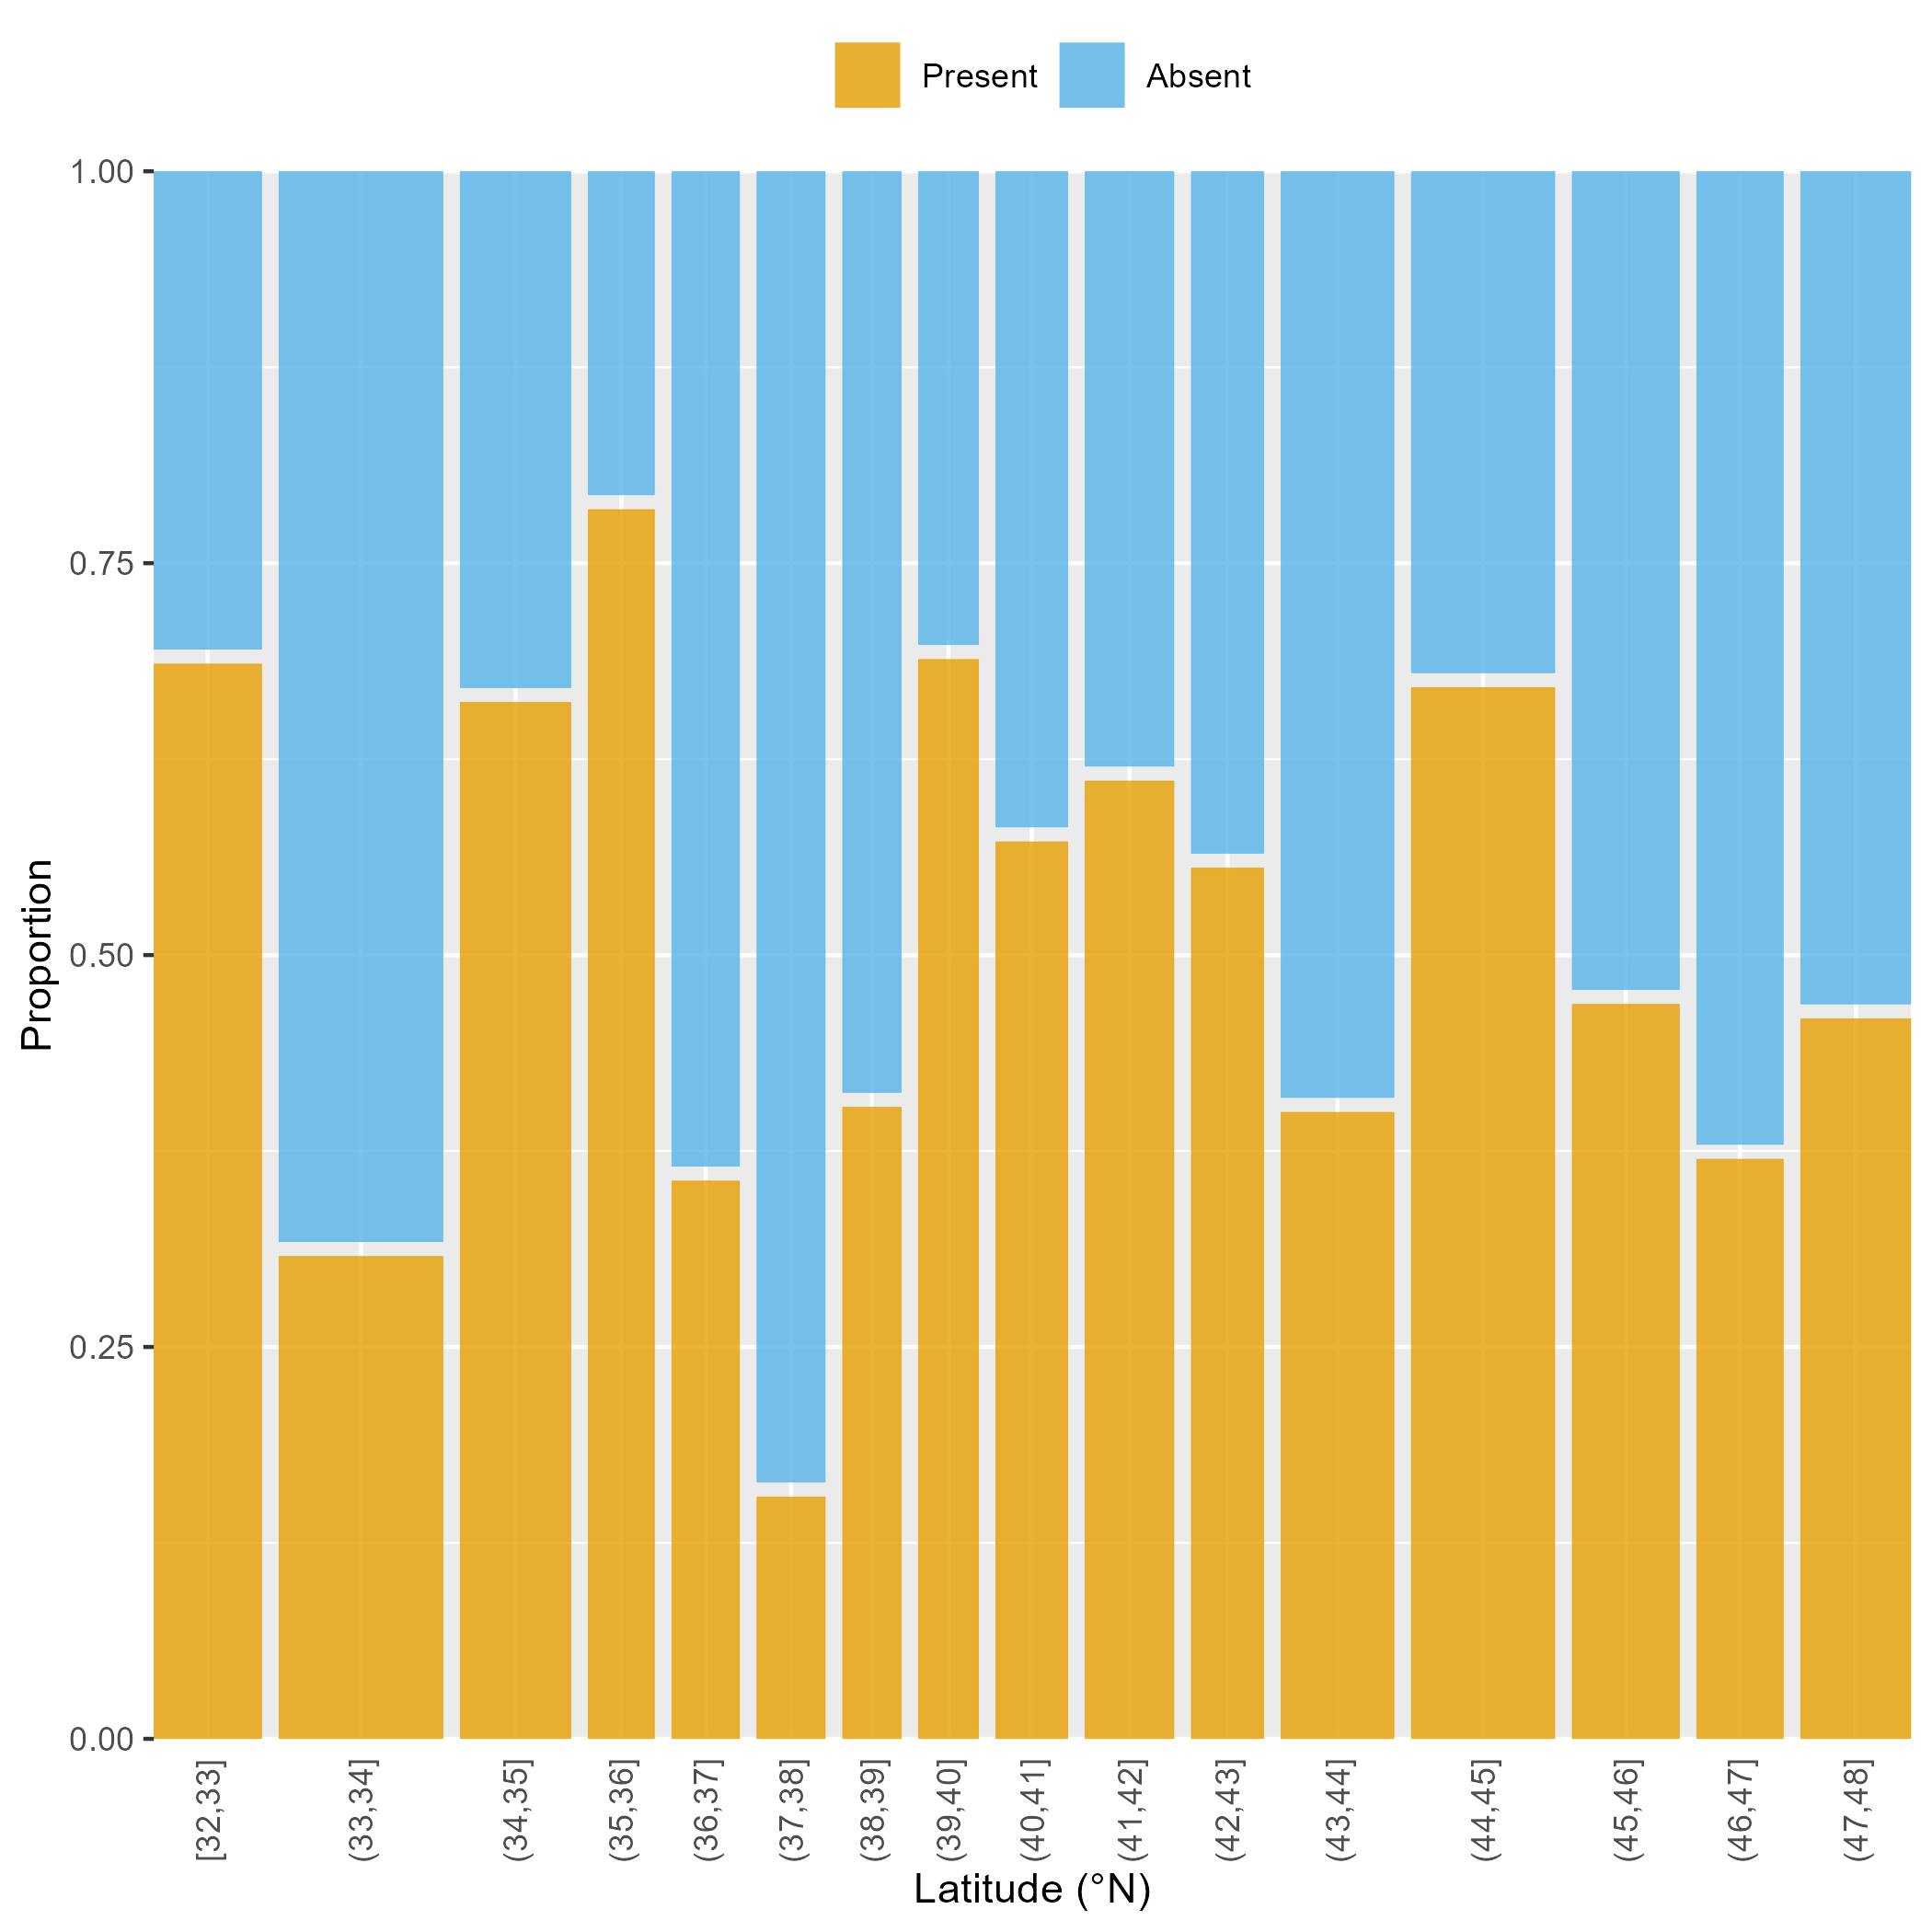 Present Absent
1.00
0.75
0.50
0.25
0.00
Proportion
[32,33] (33,34] (34,35] (35,36] (36,37] (37,38] (38,39] (39,40] (40,41] (41,42] (42,43] (43,44] (44,45] (45,46] (46,47] (47,48]
Latitude (°N)